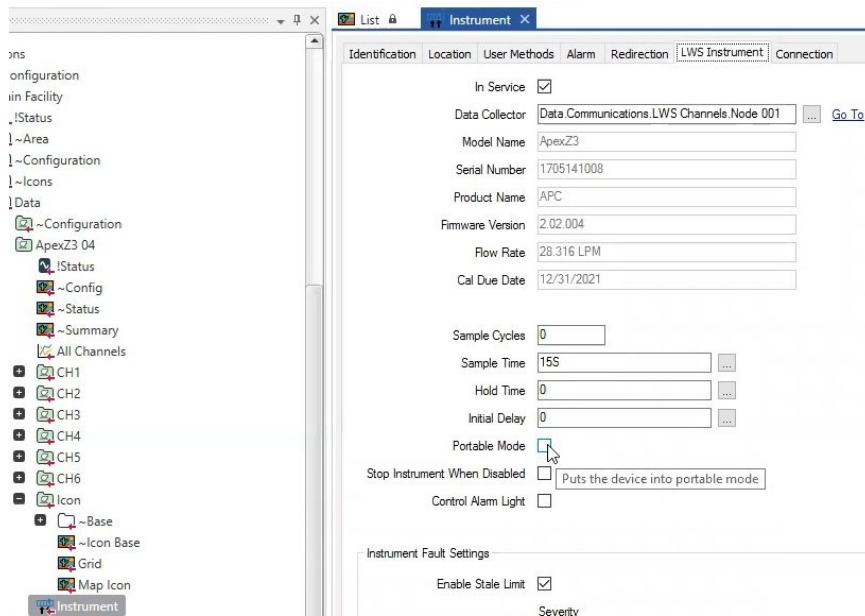 List
Instrument
ons
onfiguration
in Facility
!Status
~Area
~Configuration
~Icons
Data
~Configuration
ApexZ3 04
!Status
~Config
~Status
~Summary
All Channels
CH1
CH2
CH3
CH4
CH5
CH6
Icon
~Base
~Icon Base
Grid
Map Icon
Instrument
Identification Location User Methods Alarm Redirection LWS Instrument Connection
In Service
Data Collector Data.Communications.LWS Channels.Node 001 ... Go To
Model Name ApexZ3
Serial Number 1705141008
Product Name APC
Firmware Version 2.02.004
Flow Rate 28.316 LPM
Cal Due Date 12/31/2021
Sample Cycles 0
Sample Time 15S ...
Hold Time 0 ...
Initial Delay 0 ...
Portable Mode
Stop Instrument When Disabled
Puts the device into portable mode
Control Alarm Light
Instrument Fault Settings
Enable Stale Limit
Severity